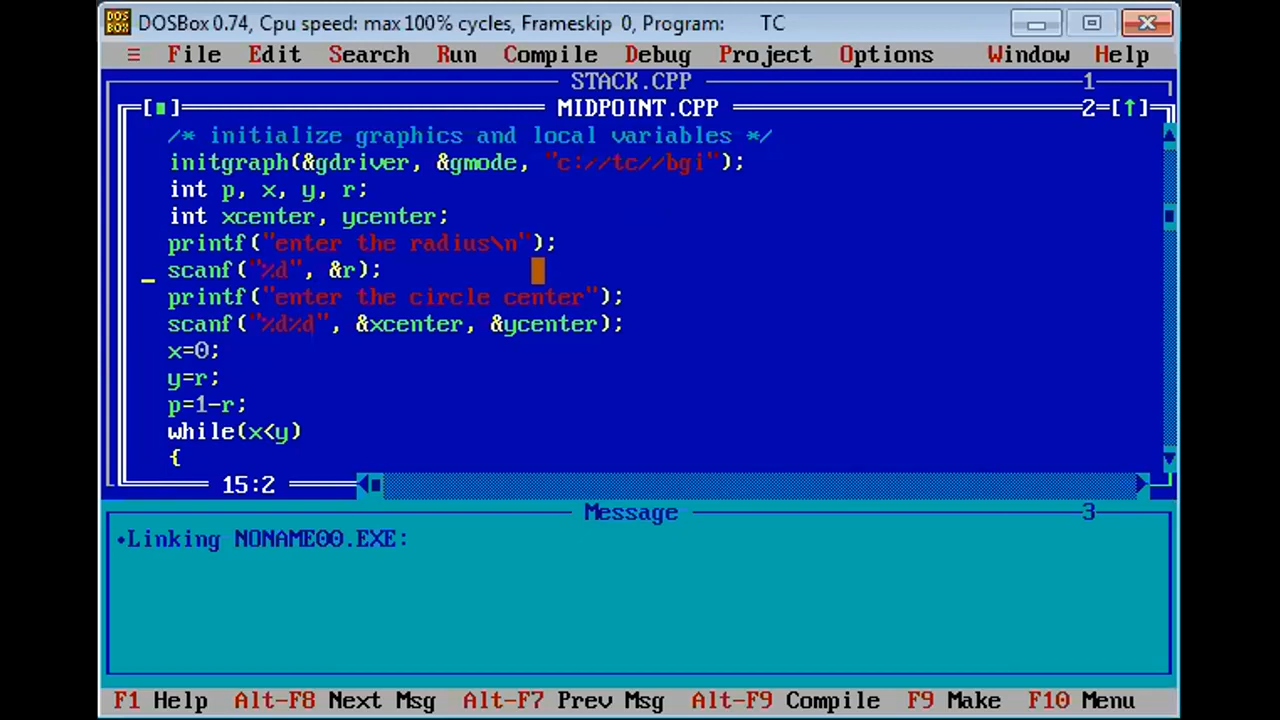 DOSBox 0.74, Cpu speed: max 100% cycles, Frameskip 0, Program: TC
≡ File Edit Search Run Compile Debug Project Options Window Help
STACK.CPP 1
[■] MIDPOINT.CPP 2=[↑]
/* initialize graphics and local variables */
initgraph(&gdriver, &gmode, "c://tc//bgi");
int p, x, y, r;
int xcenter, ycenter;
printf("enter the radius\n");
scanf("%d", &r);
printf("enter the circle center");
scanf("%d%d", &xcenter, &ycenter);
x=0;
y=r;
p=1-r;
while(x<y)
{
15:2
Message 3
•Linking NONAME00.EXE:
F1 Help Alt-F8 Next Msg Alt-F7 Prev Msg Alt-F9 Compile F9 Make F10 Menu